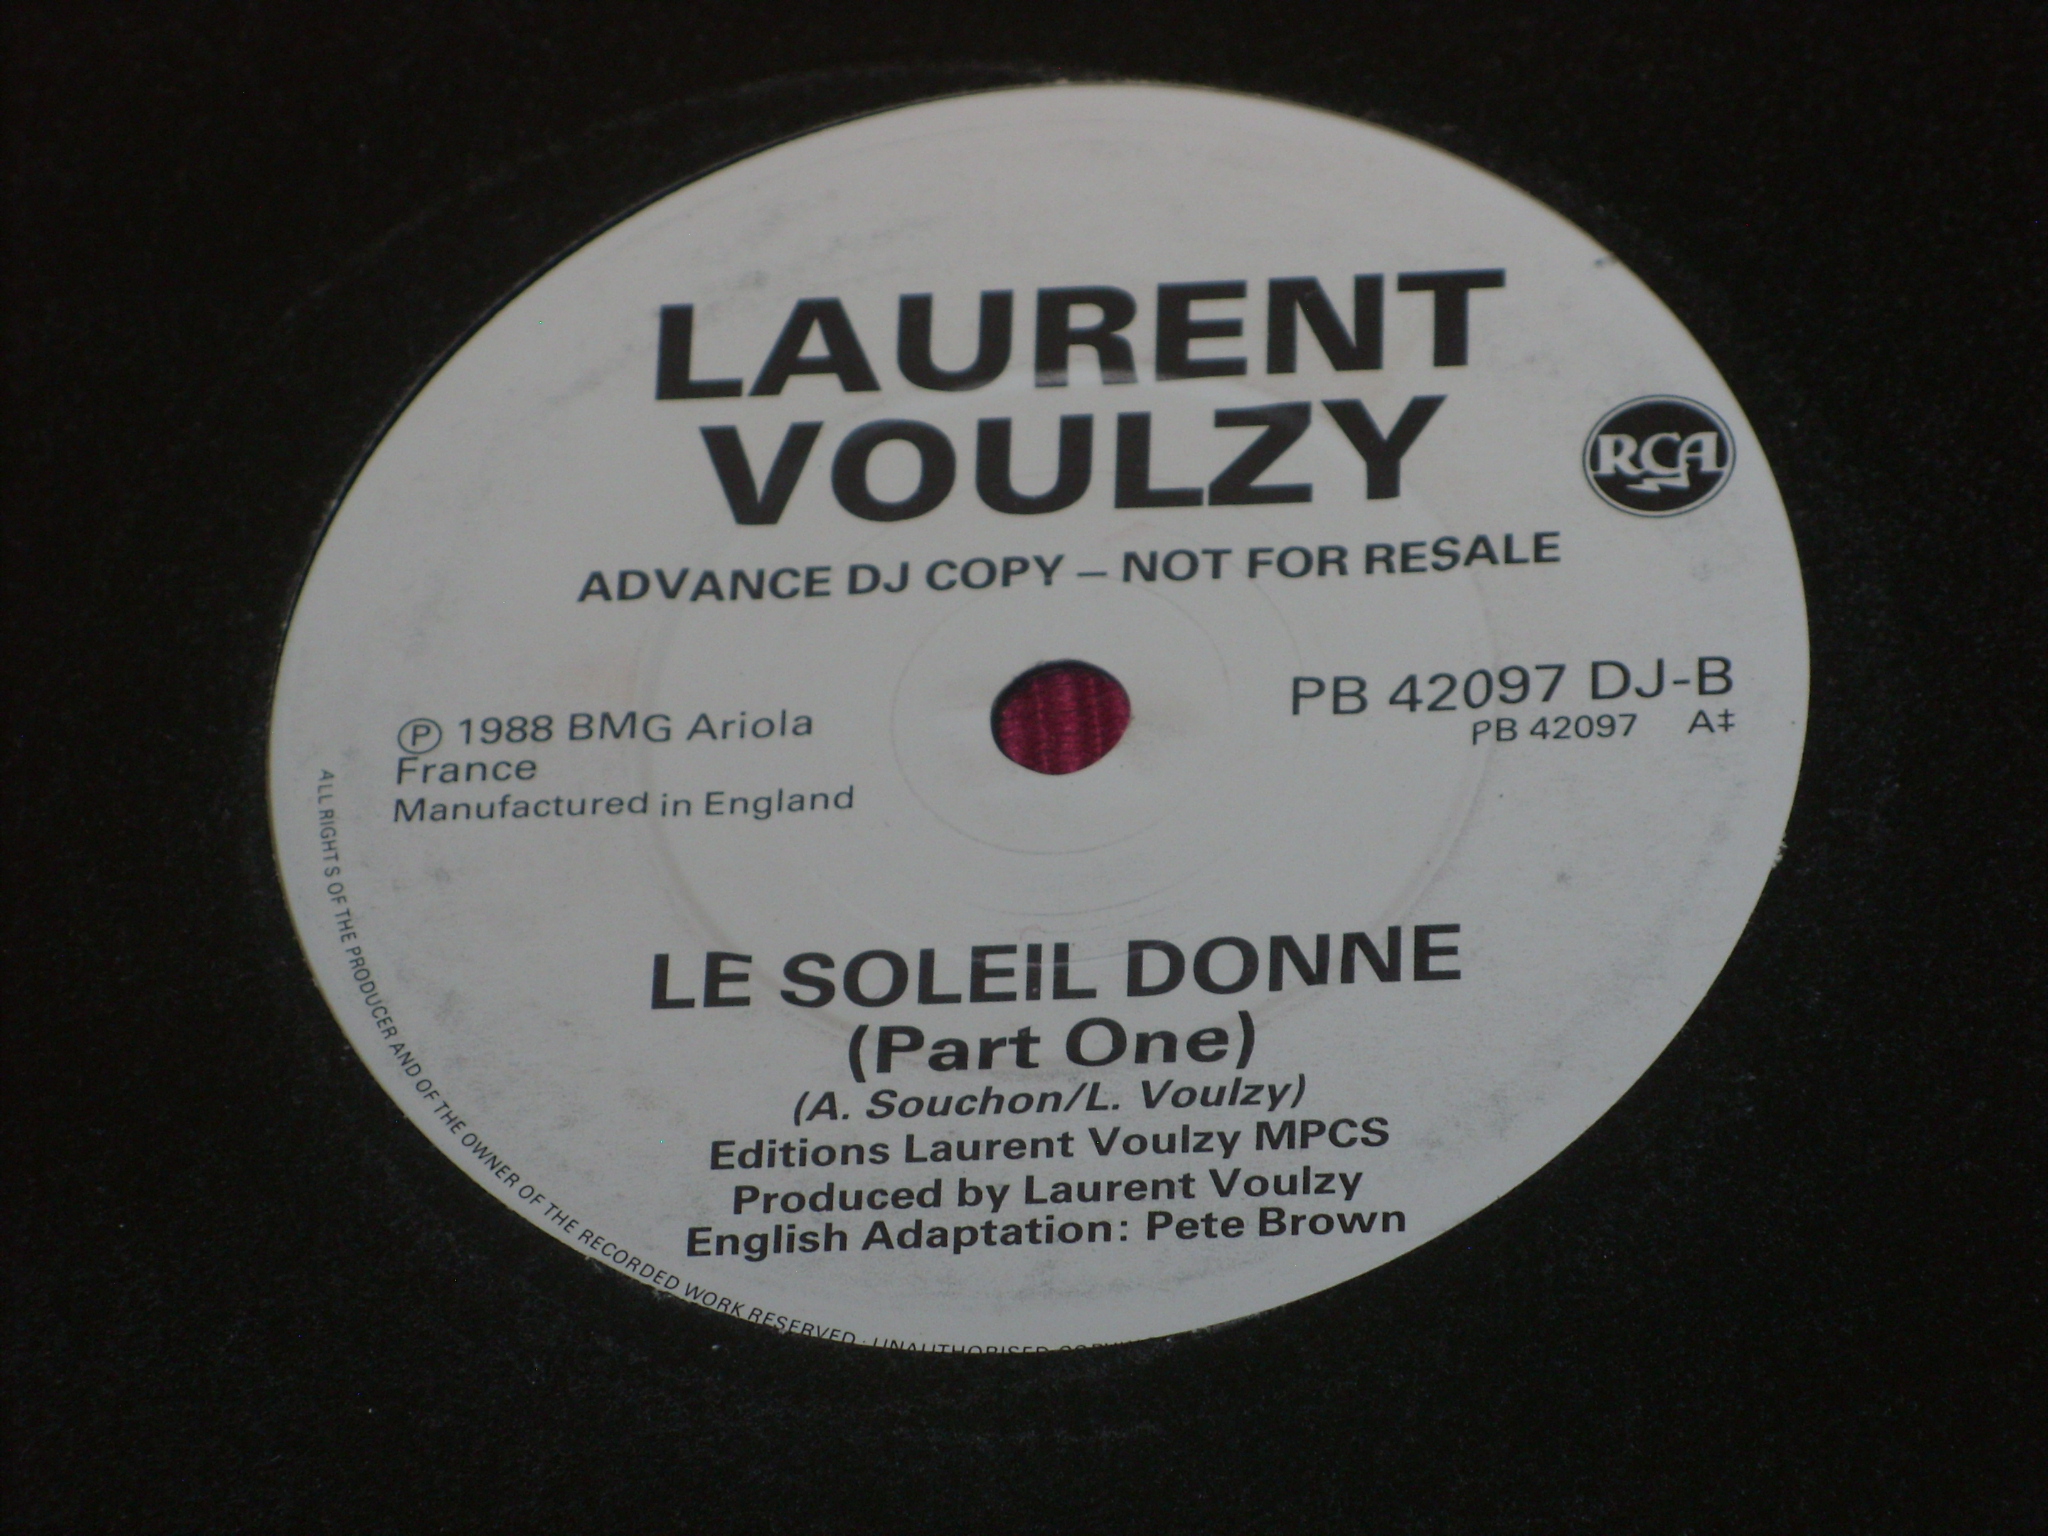 LAURENT
VOULZY
RCA
ADVANCE DJ COPY – NOT FOR RESALE
PB 42097 DJ-B
PB 42097 A‡
Ⓟ 1988 BMG Ariola
France
Manufactured in England
LE SOLEIL DONNE
(Part One)
(A. Souchon/L. Voulzy)
Editions Laurent Voulzy MPCS
Produced by Laurent Voulzy
English Adaptation: Pete Brown
ALL RIGHTS OF THE PRODUCER AND OF THE OWNER OF THE RECORDED WORK RESERVED · UNAUTHORISED